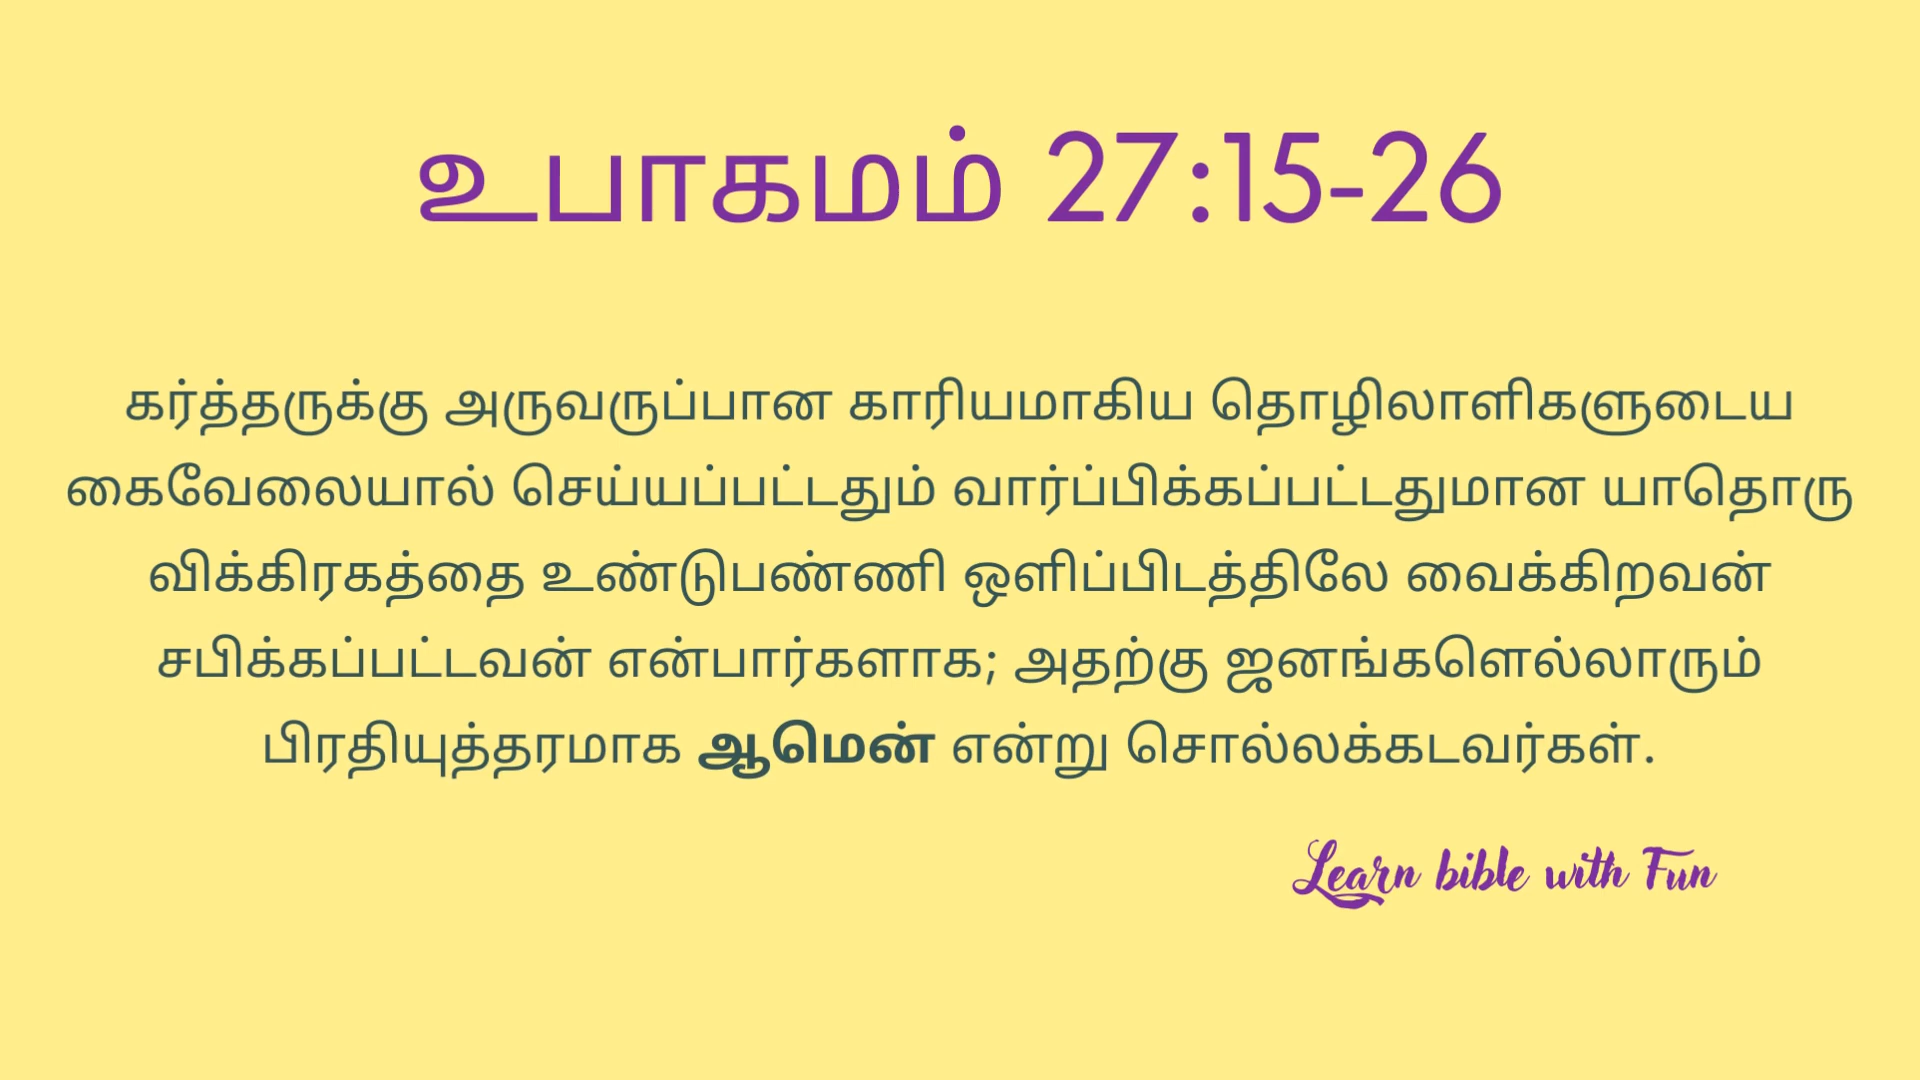 உபாகமம் 27:15-26
கர்த்தருக்கு அருவருப்பான காரியமாகிய தொழிலாளிகளுடைய
கைவேலையால் செய்யப்பட்டதும் வார்ப்பிக்கப்பட்டதுமான யாதொரு
விக்கிரகத்தை உண்டுபண்ணி ஒளிப்பிடத்திலே வைக்கிறவன்
சபிக்கப்பட்டவன் என்பார்களாக; அதற்கு ஜனங்களெல்லாரும்
பிரதியுத்தரமாக ஆமென் என்று சொல்லக்கடவர்கள்.
Learn bible with Fun